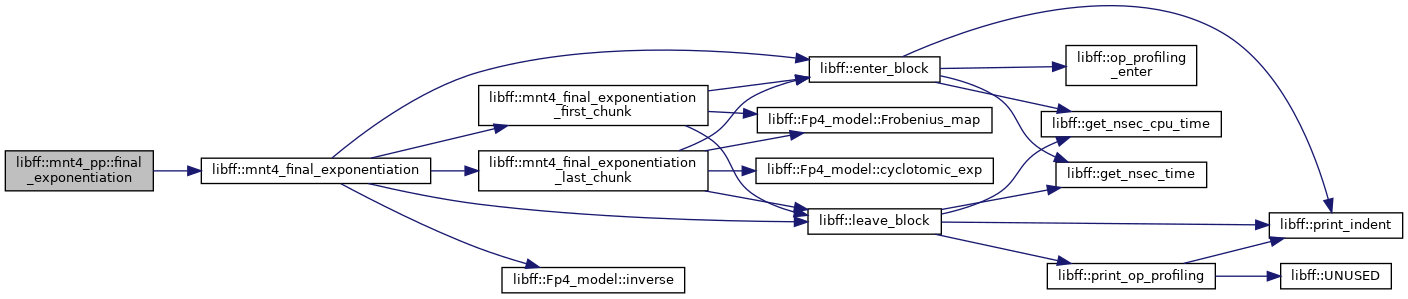 libff::mnt4_pp::final
_exponentiation
libff::mnt4_final_exponentiation
libff::mnt4_final_exponentiation
_first_chunk
libff::mnt4_final_exponentiation
_last_chunk
libff::Fp4_model::inverse
libff::enter_block
libff::Fp4_model::Frobenius_map
libff::Fp4_model::cyclotomic_exp
libff::leave_block
libff::op_profiling
_enter
libff::get_nsec_cpu_time
libff::get_nsec_time
libff::print_op_profiling
libff::print_indent
libff::UNUSED